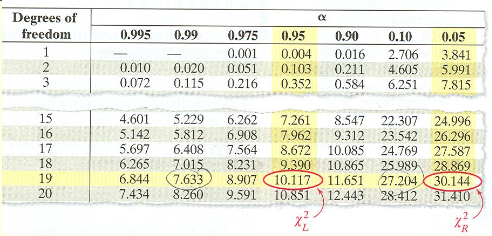 Degrees of α
freedom 0.995 0.99 0.975 0.95 0.90 0.10 0.05
1 — — 0.001 0.004 0.016 2.706 3.841
2 0.010 0.020 0.051 0.103 0.211 4.605 5.991
3 0.072 0.115 0.216 0.352 0.584 6.251 7.815
15 4.601 5.229 6.262 7.261 8.547 22.307 24.996
16 5.142 5.812 6.908 7.962 9.312 23.542 26.296
17 5.697 6.408 7.564 8.672 10.085 24.769 27.587
18 6.265 7.015 8.231 9.390 10.865 25.989 28.869
19 6.844 7.633 8.907 10.117 11.651 27.204 30.144
20 7.434 8.260 9.591 10.851 12.443 28.412 31.410
χ²L χ²R